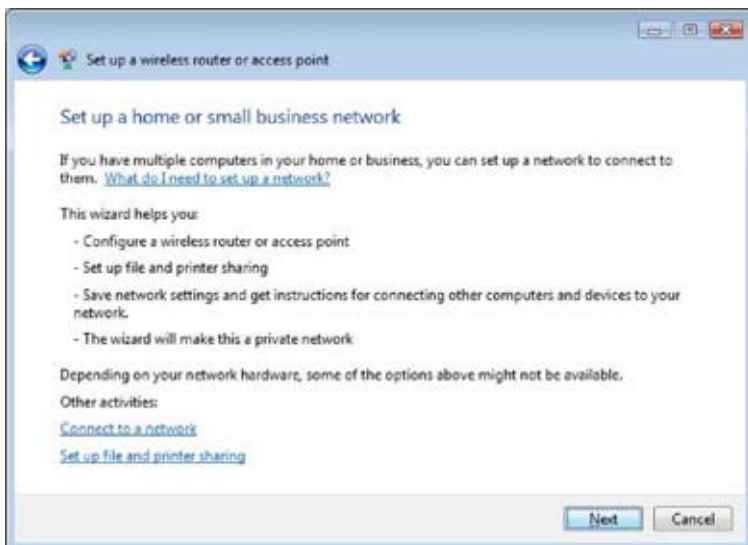 Set up a wireless router or access point
Set up a home or small business network
If you have multiple computers in your home or business, you can set up a network to connect to
them. What do I need to set up a network?
This wizard helps you:
- Configure a wireless router or access point
- Set up file and printer sharing
- Save network settings and get instructions for connecting other computers and devices to your
network.
- The wizard will make this a private network
Depending on your network hardware, some of the options above might not be available.
Other activities:
Connect to a network
Set up file and printer sharing
Next Cancel